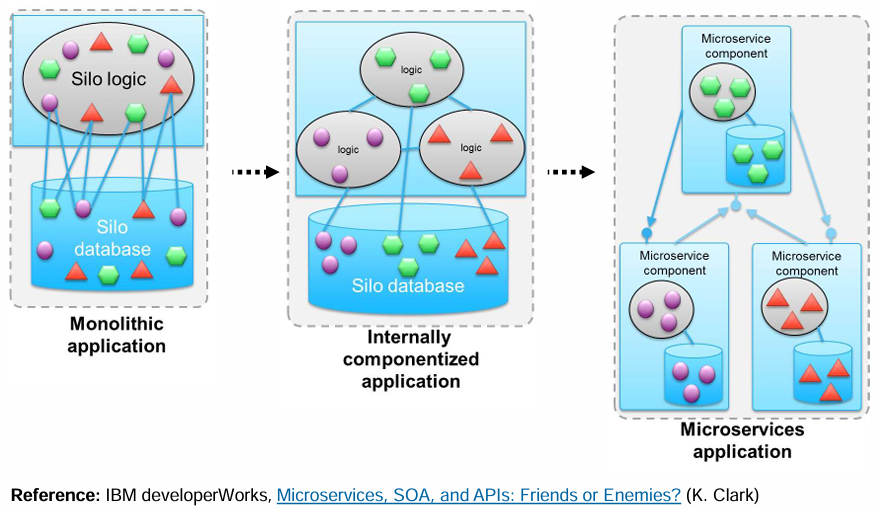 Silo logic
Silo
database
Monolithic
application
logic
logic
logic
Silo database
Internally
componentized
application
Microservice
component
Microservice
component
Microservice
component
Microservices
application
Reference: IBM developerWorks, Microservices, SOA, and APIs: Friends or Enemies? (K. Clark)